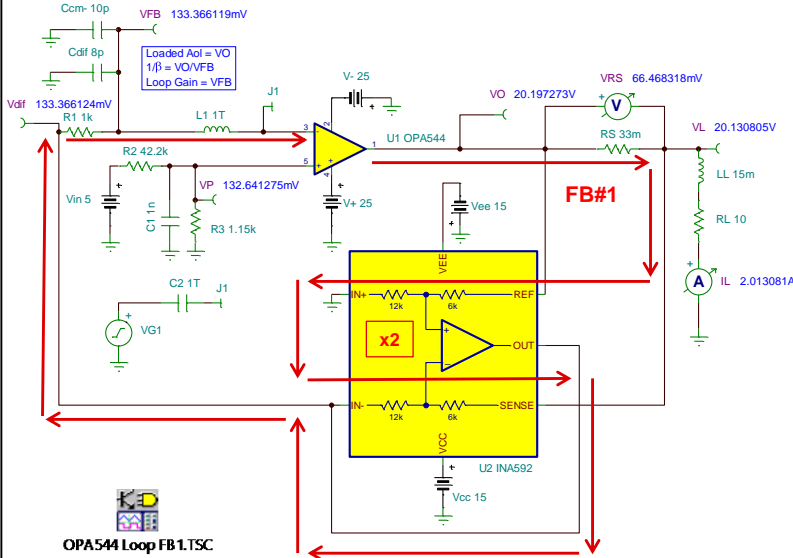 Ccm- 10p
VFB 133.366119mV
Cdif 8p
Loaded Aol = VO
1/β = VO/VFB
Loop Gain = VFB
Vdif 133.366124mV
R1 1k
L1 1T
J1
V- 25
VO 20.197273V
VRS 66.468318mV
V
RS 33m
VL 20.130805V
3
2
1
5
4
U1 OPA544
R2 42.2k
VP 132.641275mV
Vin 5
C1 1n
R3 1.15k
V+ 25
Vee 15
FB#1
LL 15m
RL 10
A
IL 2.013081A
C2 1T
J1
VG1
VEE
IN+
12k
6k
REF
x2
OUT
IN-
12k
6k
SENSE
VCC
U2 INA592
Vcc 15
OPA544 Loop FB1.TSC